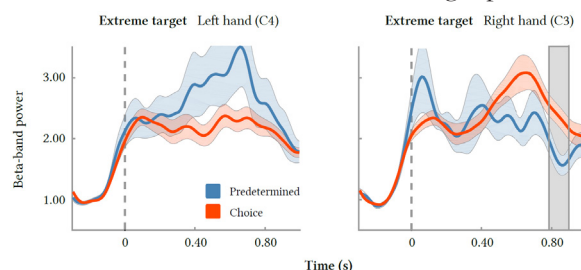 Extreme target Left hand (C4)
Extreme target Right hand (C3)
Beta-band power
3.00
2.00
1.00
Predetermined
Choice
0 0.40 0.80
0 0.40 0.80
Time (s)